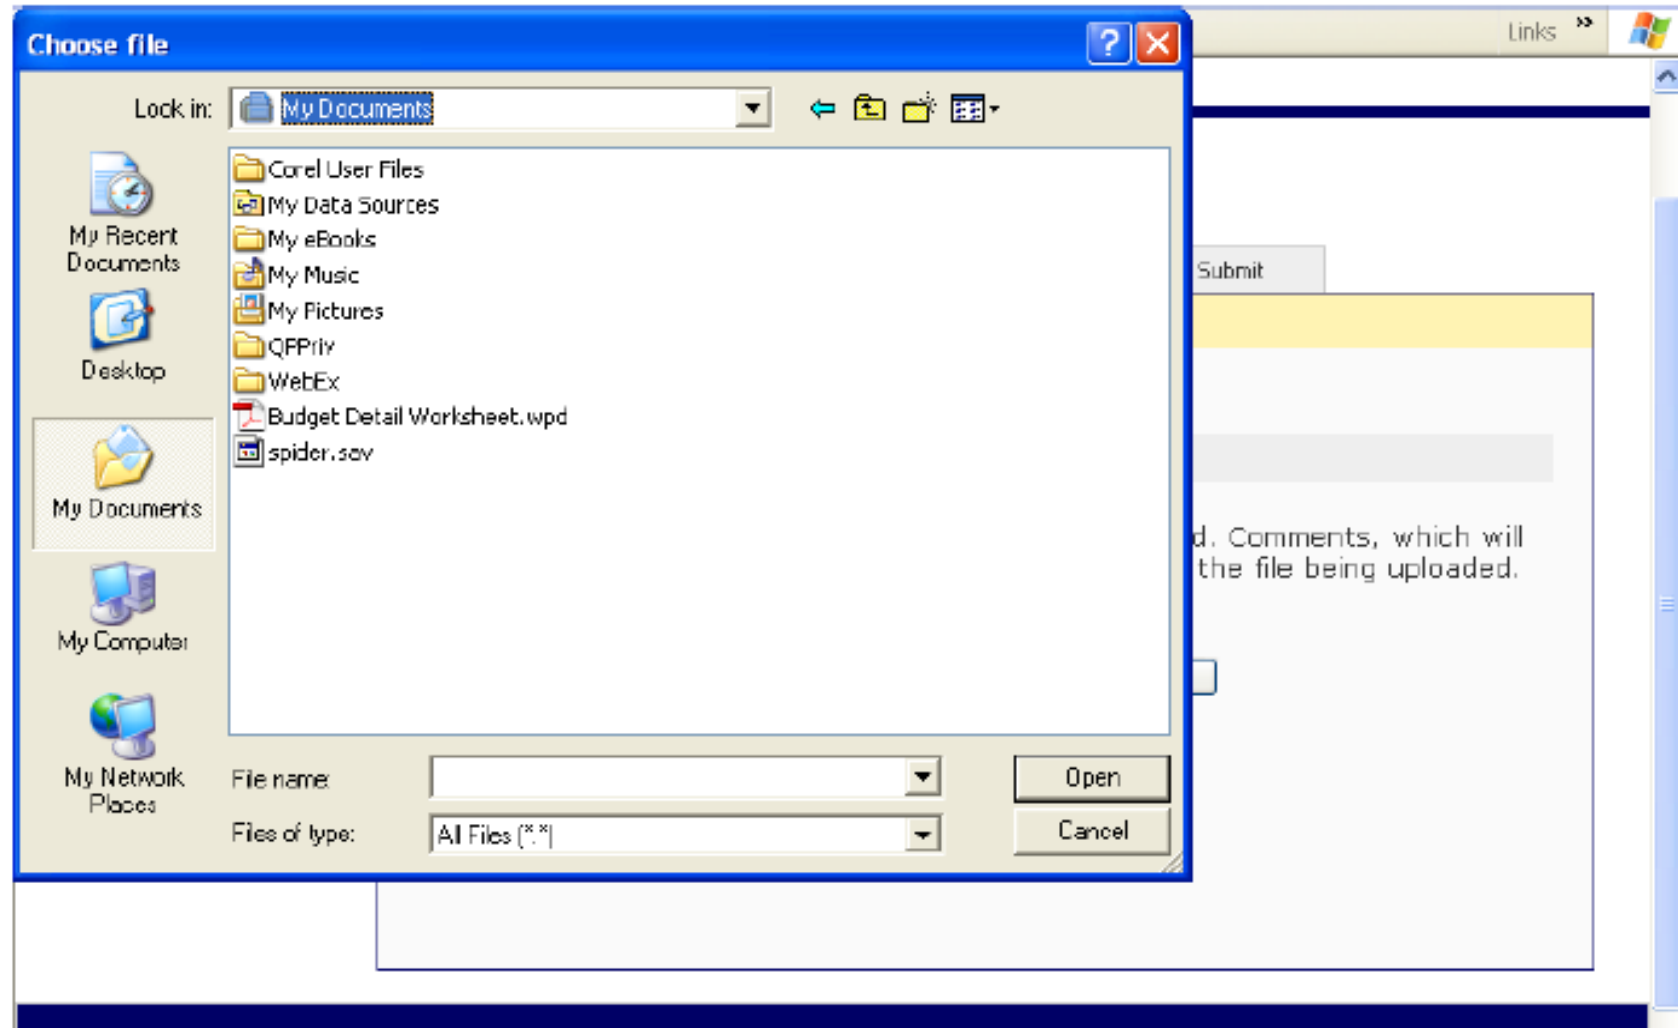 Choose file
Links »
Look in: My Documents
My Recent
Documents
Desktop
My Documents
My Computer
My Network
Places
Corel User Files
My Data Sources
My eBooks
My Music
My Pictures
QFPriv
WebEx
Budget Detail Worksheet.wpd
spider.sav
File name:
Open
Files of type: All Files (*.*)
Cancel
Submit
d. Comments, which will
the file being uploaded.